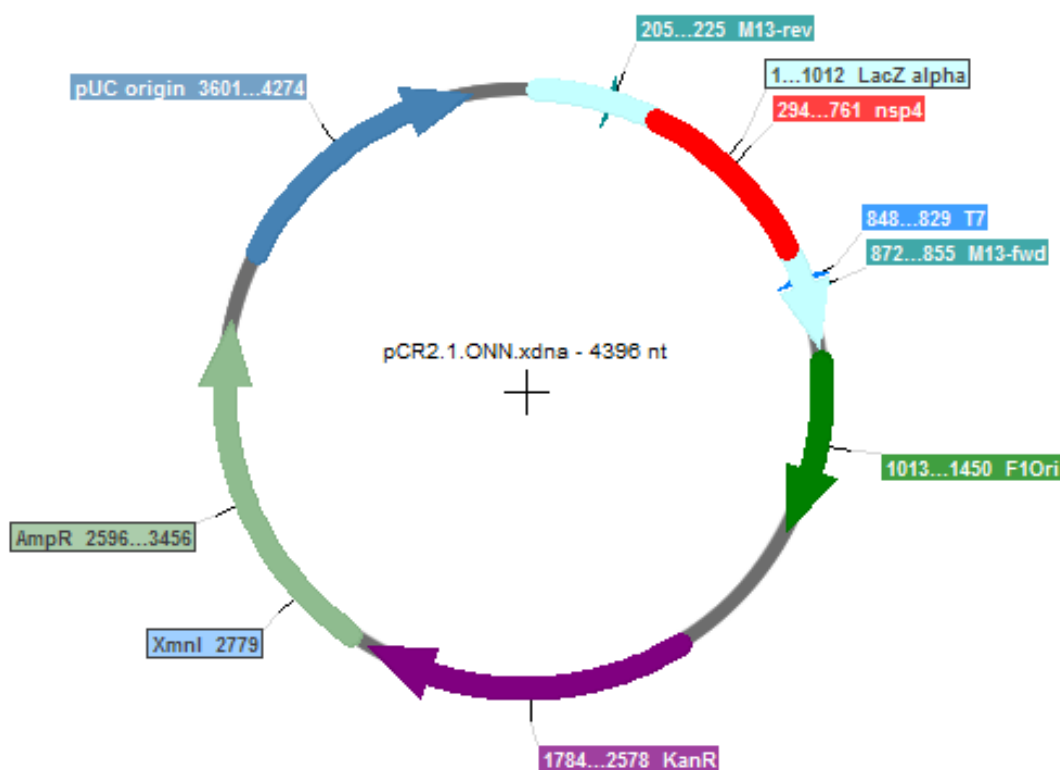 205...225 M13-rev
pUC origin 3601...4274
1...1012 LacZ alpha
294...761 nsp4
848...829 T7
872...855 M13-fwd
pCR2.1.ONN.xdna - 4396 nt
1013...1450 F1Ori
AmpR 2596...3456
XmnI 2779
1784...2578 KanR